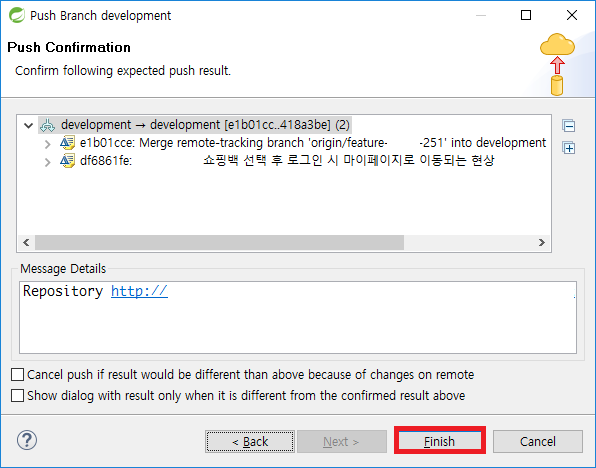 Push Branch development
Push Confirmation
Confirm following expected push result.
development → development [e1b01cc..418a3be] (2)
e1b01cce: Merge remote-tracking branch 'origin/feature- -251' into development
df6861fe: 쇼핑백 선택 후 로그인 시 마이페이지로 이동되는 현상
Message Details
Repository http://
Cancel push if result would be different than above because of changes on remote
Show dialog with result only when it is different from the confirmed result above
< Back
Next >
Finish
Cancel